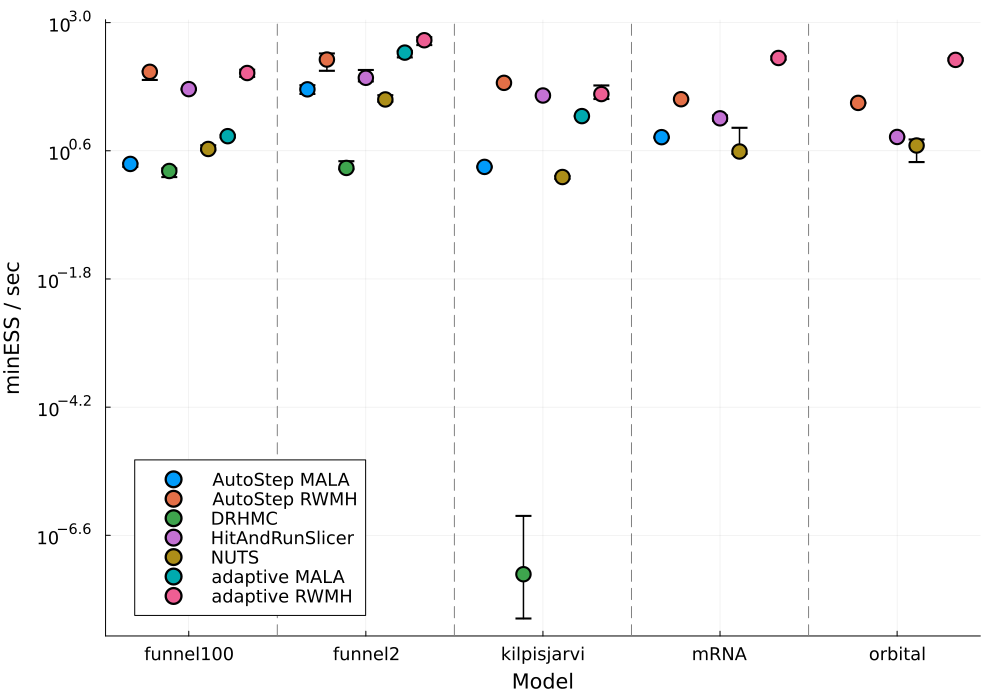 10^3.0
10^0.6
10^−1.8
10^−4.2
10^−6.6
minESS / sec
AutoStep MALA
AutoStep RWMH
DRHMC
HitAndRunSlicer
NUTS
adaptive MALA
adaptive RWMH
funnel100 funnel2 kilpisjarvi mRNA orbital
Model